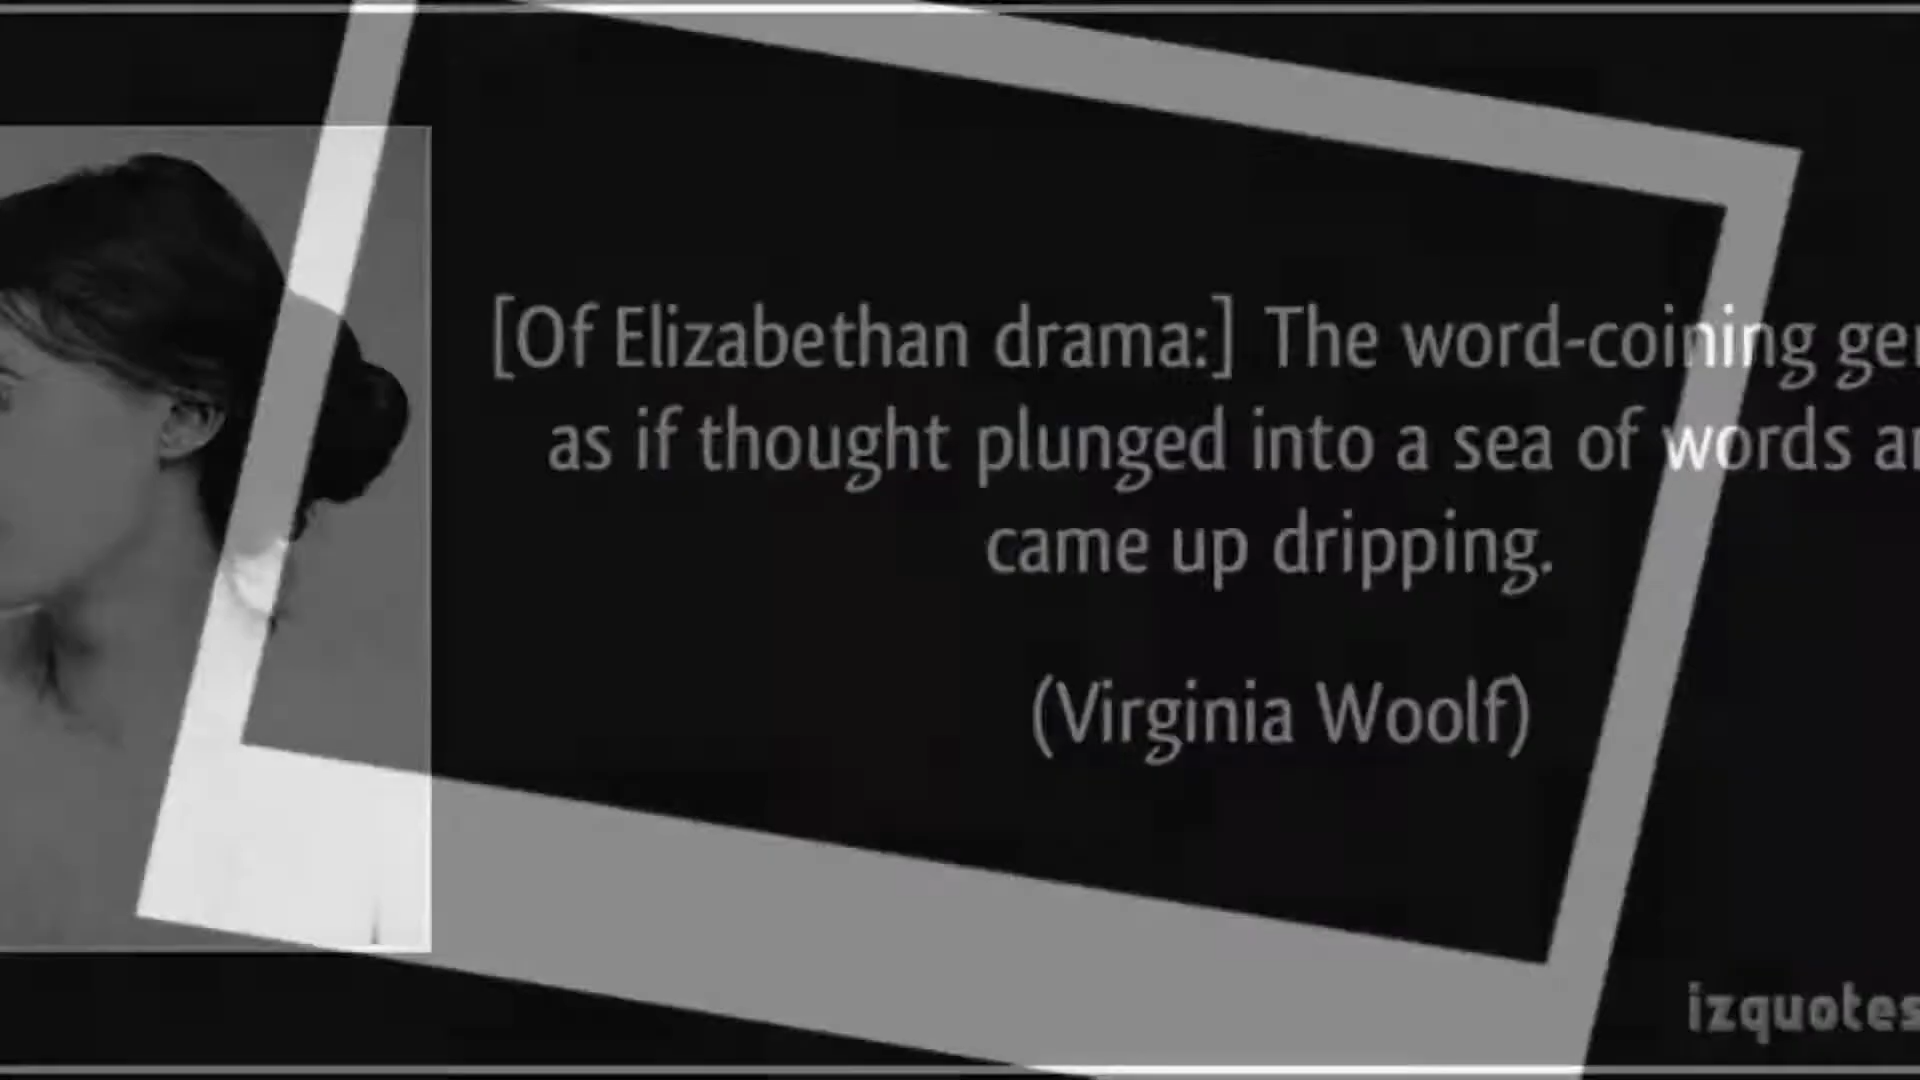 [Of Elizabethan drama:] The word-coining
as if thought plunged into a sea of words
came up dripping.
(Virginia Woolf)
izquotes